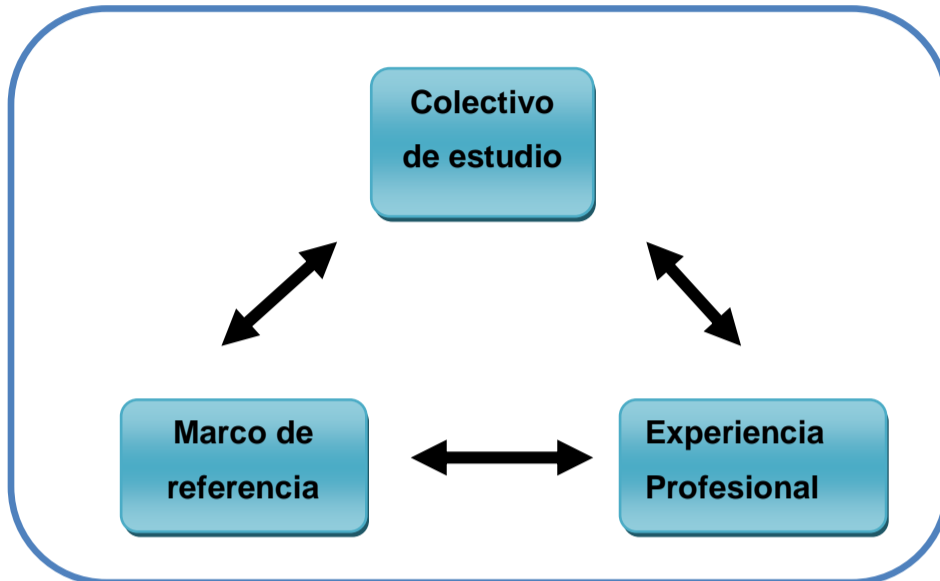 Colectivo
de estudio
Marco de
referencia
Experiencia
Profesional